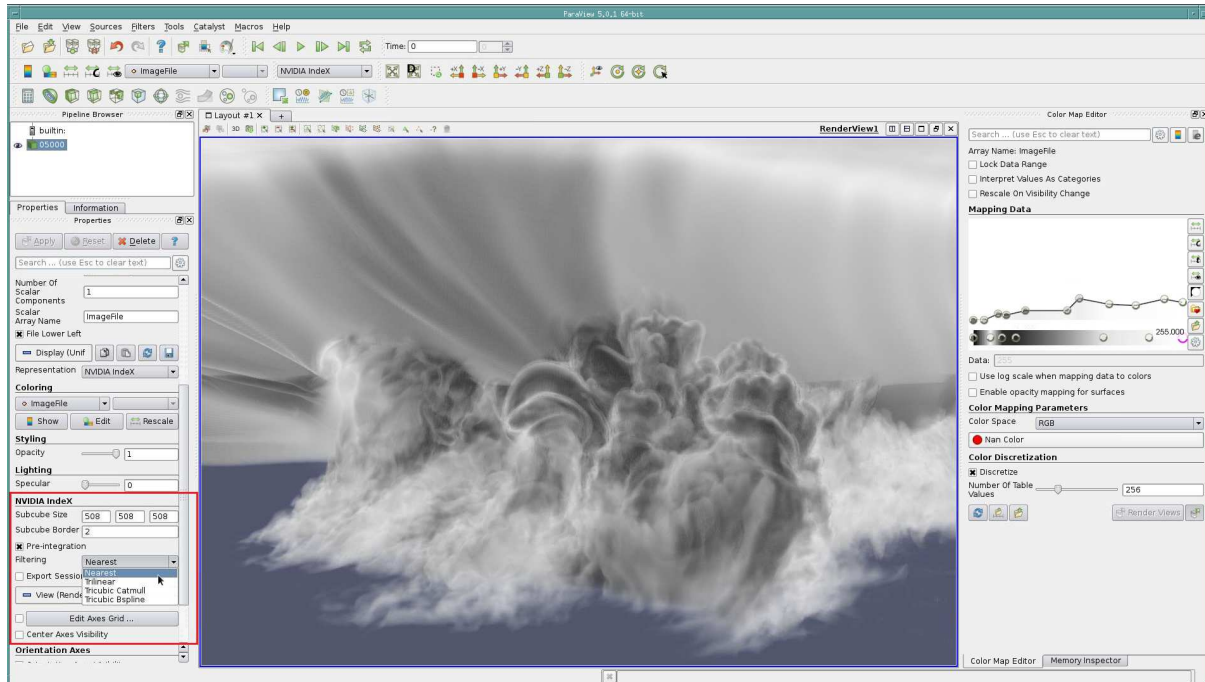 ParaView 5.0.1 64-bit
File Edit View Sources Filters Tools Catalyst Macros Help
Time: 0
0
ImageFile
NVIDIA IndeX
Pipeline Browser
builtin:
05000
Properties Information
Properties
Apply Reset Delete ?
Search ... (use Esc to clear text)
Number Of
Scalar
Components
1
Scalar
Array Name
ImageFile
File Lower Left
Display (Unif
Representation NVIDIA IndeX
Coloring
ImageFile
Show Edit Rescale
Styling
Opacity 1
Lighting
Specular 0
NVIDIA IndeX
Subcube Size 508 508 508
Subcube Border 2
Pre-integration
Filtering Nearest
Nearest
Trilinear
Tricubic Catmull
Tricubic Bspline
Export Sessio
View (Rende
Edit Axes Grid ...
Center Axes Visibility
Orientation Axes
Layout #1
3D
RenderView1
Color Map Editor
Search ... (use Esc to clear text)
Array Name: ImageFile
Lock Data Range
Interpret Values As Categories
Rescale On Visibility Change
Mapping Data
255.000
Data: 255
Use log scale when mapping data to colors
Enable opacity mapping for surfaces
Color Mapping Parameters
Color Space RGB
Nan Color
Color Discretization
Discretize
Number Of Table
Values
256
Render Views
Color Map Editor Memory Inspector